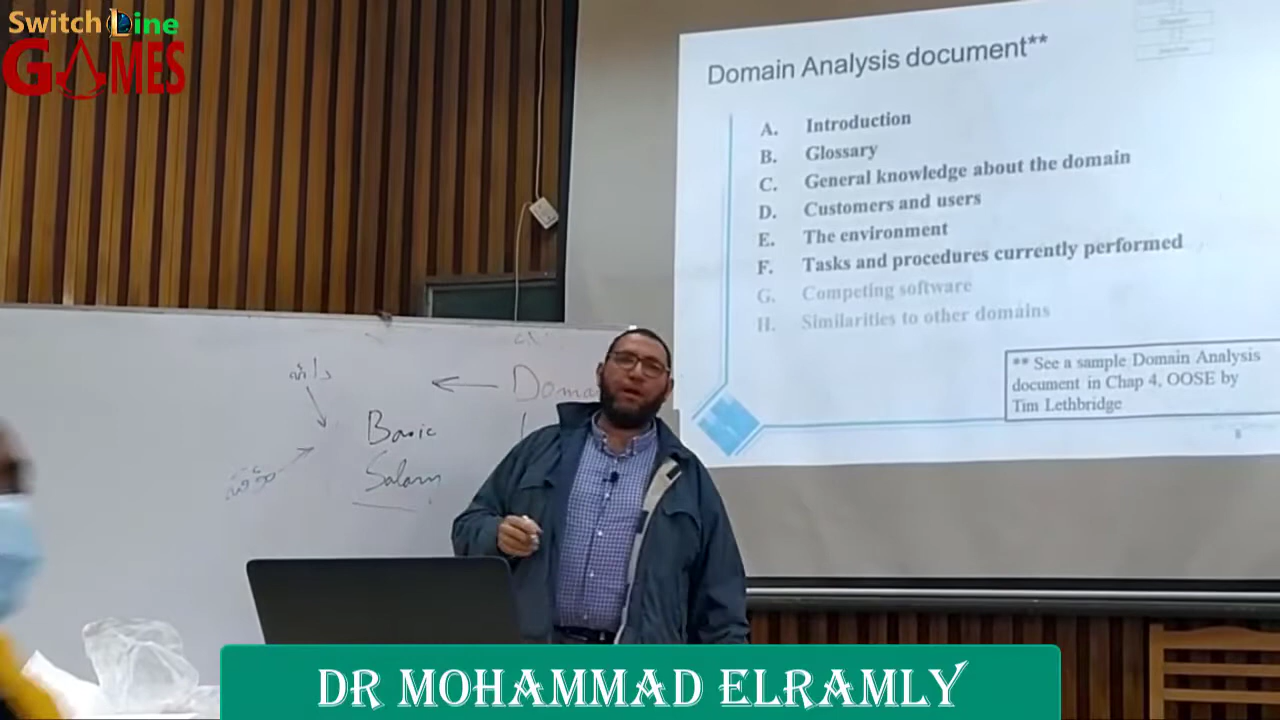 Switch Line
GAMES
Domain Analysis document**
A. Introduction
B. Glossary
C. General knowledge about the domain
D. Customers and users
E. The environment
F. Tasks and procedures currently performed
G. Competing software
H. Similarities to other domains
** See a sample Domain Analysis
document in Chap 4, OOSE by
Tim Lethbridge
8
Basic
DR MOHAMMAD ELRAMLY